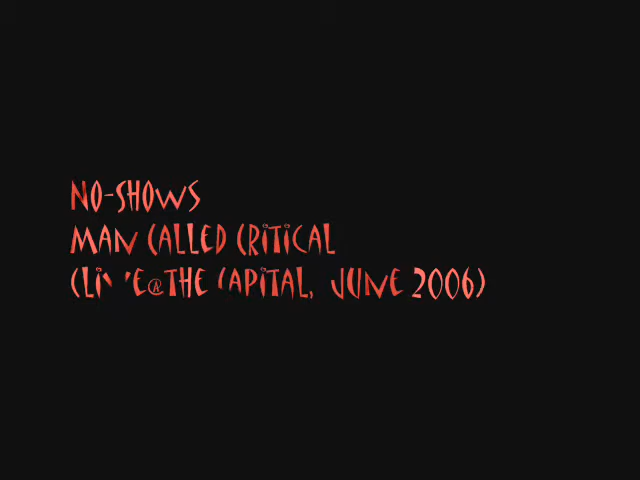 NO-SHOWS
MAN CALLED CRITICAL
(LIVE@THE CAPITAL, JUNE 2006)